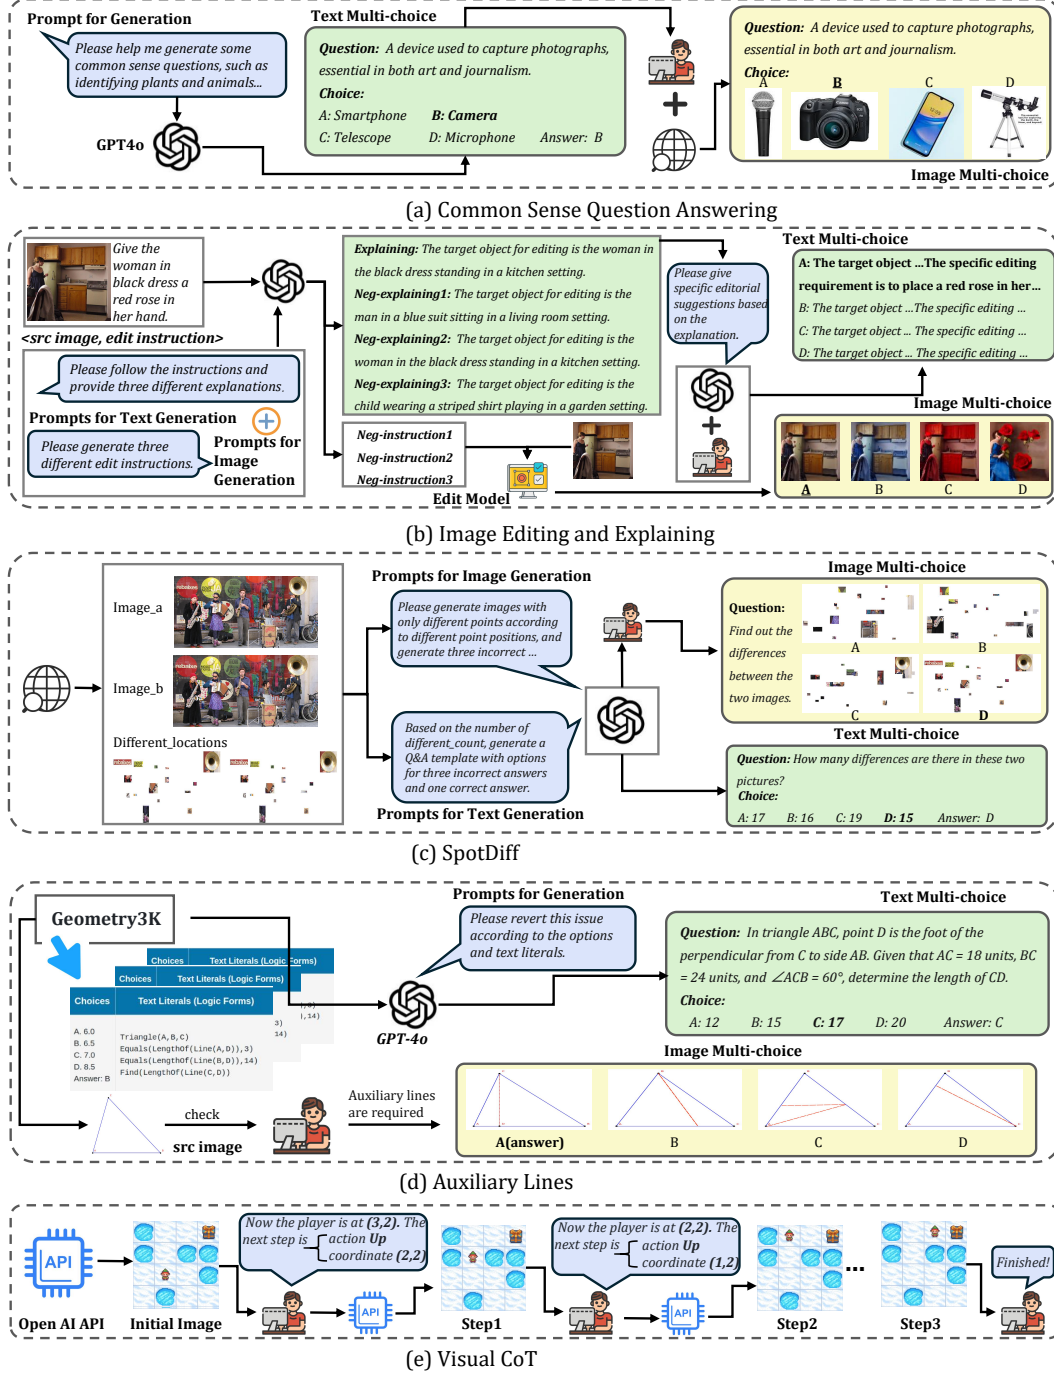 Prompt for Generation
Please help me generate some
common sense questions, such as
identifying plants and animals...
GPT4o
Text Multi-choice
Question: A device used to capture photographs,
essential in both art and journalism.
Choice:
A: Smartphone B: Camera
C: Telescope D: Microphone Answer: B
Question: A device used to capture photographs,
essential in both art and journalism.
Choice:
A B C D
Image Multi-choice
(a) Common Sense Question Answering
Give the
woman in
black dress a
red rose in
her hand.
<src image, edit instruction>
Please follow the instructions and
provide three different explanations.
Prompts for Text Generation
Please generate three
different edit instructions.
Prompts for
Image
Generation
Explaining: The target object for editing is the woman in
the black dress standing in a kitchen setting.
Neg-explaining1: The target object for editing is the
man in a blue suit sitting in a living room setting.
Neg-explaining2: The target object for editing is the
woman in the black dress standing in a kitchen setting.
Neg-explaining3: The target object for editing is the
child wearing a striped shirt playing in a garden setting.
Neg-instruction1
Neg-instruction2
Neg-instruction3
Edit Model
Please give
specific editorial
suggestions based
on the
explanation.
Text Multi-choice
A: The target object ...The specific editing
requirement is to place a red rose in her...
B: The target object ...The specific editing ...
C: The target object ...The specific editing ...
D: The target object ... The specific editing ...
Image Multi-choice
A B C D
(b) Image Editing and Explaining
Image_a
Image_b
Different_locations
Prompts for Image Generation
Please generate images with
only different points according
to different point positions, and
generate three incorrect ...
Based on the number of
different_count, generate a
Q&A template with options
for three incorrect answers
and one correct answer.
Prompts for Text Generation
Image Multi-choice
Question:
Find out the
differences
between the
two images.
A B
C D
Text Multi-choice
Question: How many differences are there in these two
pictures?
Choice:
A: 17 B: 16 C: 19 D: 15 Answer: D
(c) SpotDiff
Geometry3K
Choices Text Literals (Logic Forms)
Choices Text Literals (Logic Forms)
Choices Text Literals (Logic Forms)
A. 6.0
B. 6.5
C. 7.0
D. 8.5
Answer: B
Triangle(A,B,C)
Equals(LengthOf(Line(A,D)),3)
Equals(LengthOf(Line(B,D)),14)
Find(LengthOf(Line(C,D))
Prompts for Generation
Please revert this issue
according to the options
and text literals.
GPT-4o
Text Multi-choice
Question: In triangle ABC, point D is the foot of the
perpendicular from C to side AB. Given that AC = 18 units, BC
= 24 units, and ∠ACB = 60°, determine the length of CD.
Choice:
A: 12 B: 15 C: 17 D: 20 Answer: C
check
src image
Auxiliary lines
are required
Image Multi-choice
A(answer) B C D
(d) Auxiliary Lines
API
Open AI API
Initial Image
Now the player is at (3,2). The
next step is action Up
coordinate (2,2)
API
Step1
Now the player is at (2,2). The
next step is action Up
coordinate (1,2)
API
Step2
...
Step3
Finished!
(e) Visual CoT